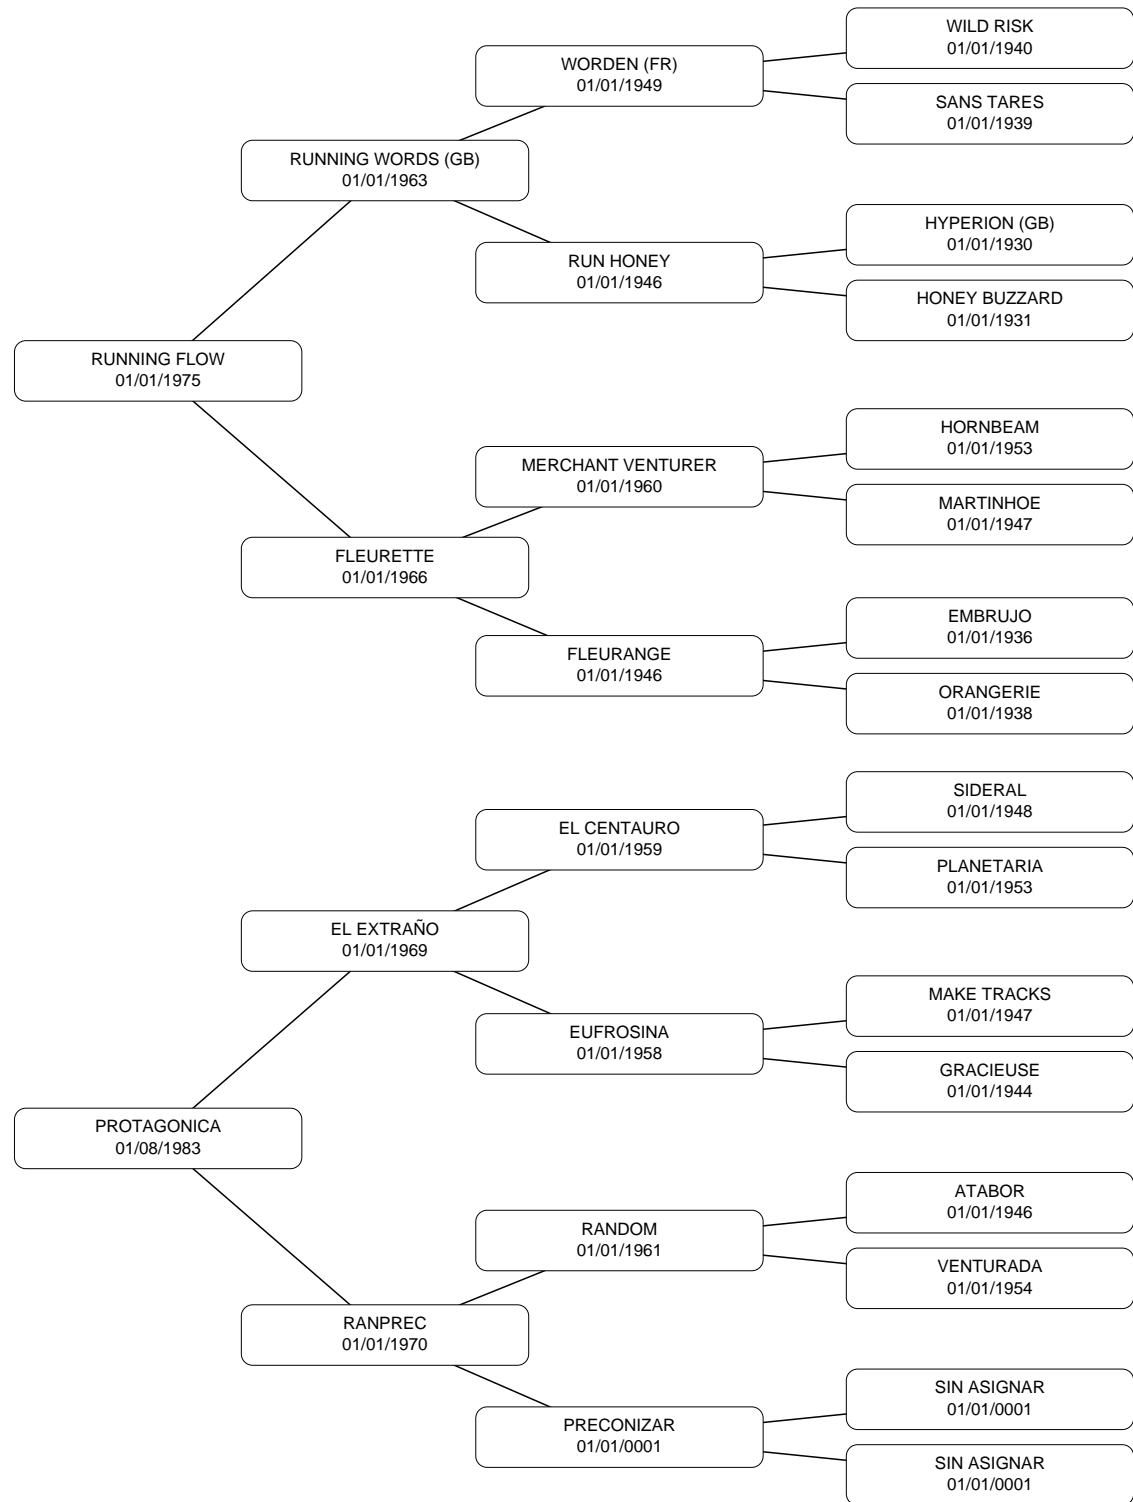 WILD RISK
01/01/1940
WORDEN (FR)
01/01/1949
SANS TARES
01/01/1939
RUNNING WORDS (GB)
01/01/1963
HYPERION (GB)
01/01/1930
RUN HONEY
01/01/1946
HONEY BUZZARD
01/01/1931
RUNNING FLOW
01/01/1975
HORNBEAM
01/01/1953
MERCHANT VENTURER
01/01/1960
MARTINHOE
01/01/1947
FLEURETTE
01/01/1966
EMBRUJO
01/01/1936
FLEURANGE
01/01/1946
ORANGERIE
01/01/1938
SIDERAL
01/01/1948
EL CENTAURO
01/01/1959
PLANETARIA
01/01/1953
EL EXTRAÑO
01/01/1969
MAKE TRACKS
01/01/1947
EUFROSINA
01/01/1958
GRACIEUSE
01/01/1944
PROTAGONICA
01/08/1983
ATABOR
01/01/1946
RANDOM
01/01/1961
VENTURADA
01/01/1954
RANPREC
01/01/1970
SIN ASIGNAR
01/01/0001
PRECONIZAR
01/01/0001
SIN ASIGNAR
01/01/0001